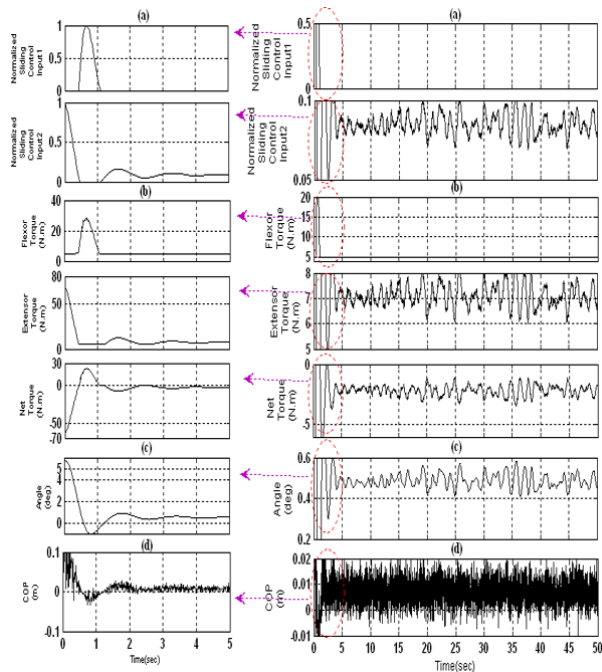 (a)
Normalized
Sliding
Control
Input1
1
0.5
0
Normalized
Sliding
Control
Input2
1
0.5
0
(b)
Flexor
Torque
(N.m)
40
20
0
Extensor
Torque
(N.m)
80
40
0
Net
Torque
(N.m)
30
0
-50
-70
(c)
Angle
(deg)
5
0
(d)
COP
(m)
0.1
0
-0.1
0 1 2 3 4 5
Time(sec)
(a)
Normalized
Sliding
Control
Input1
0.5
0
Normalized
Sliding
Control
Input2
0.1
0.05
(b)
Flexor
Torque
(N.m)
20
15
10
5
Extensor
Torque
(N.m)
8
7
6
5
Net
Torque
(N.m)
0
-5
(c)
Angle
(deg)
0.6
0.4
0.2
(d)
COP
(m)
0.02
0.01
0
-0.01
0 5 10 15 20 25 30 35 40 45 50
Time(sec)